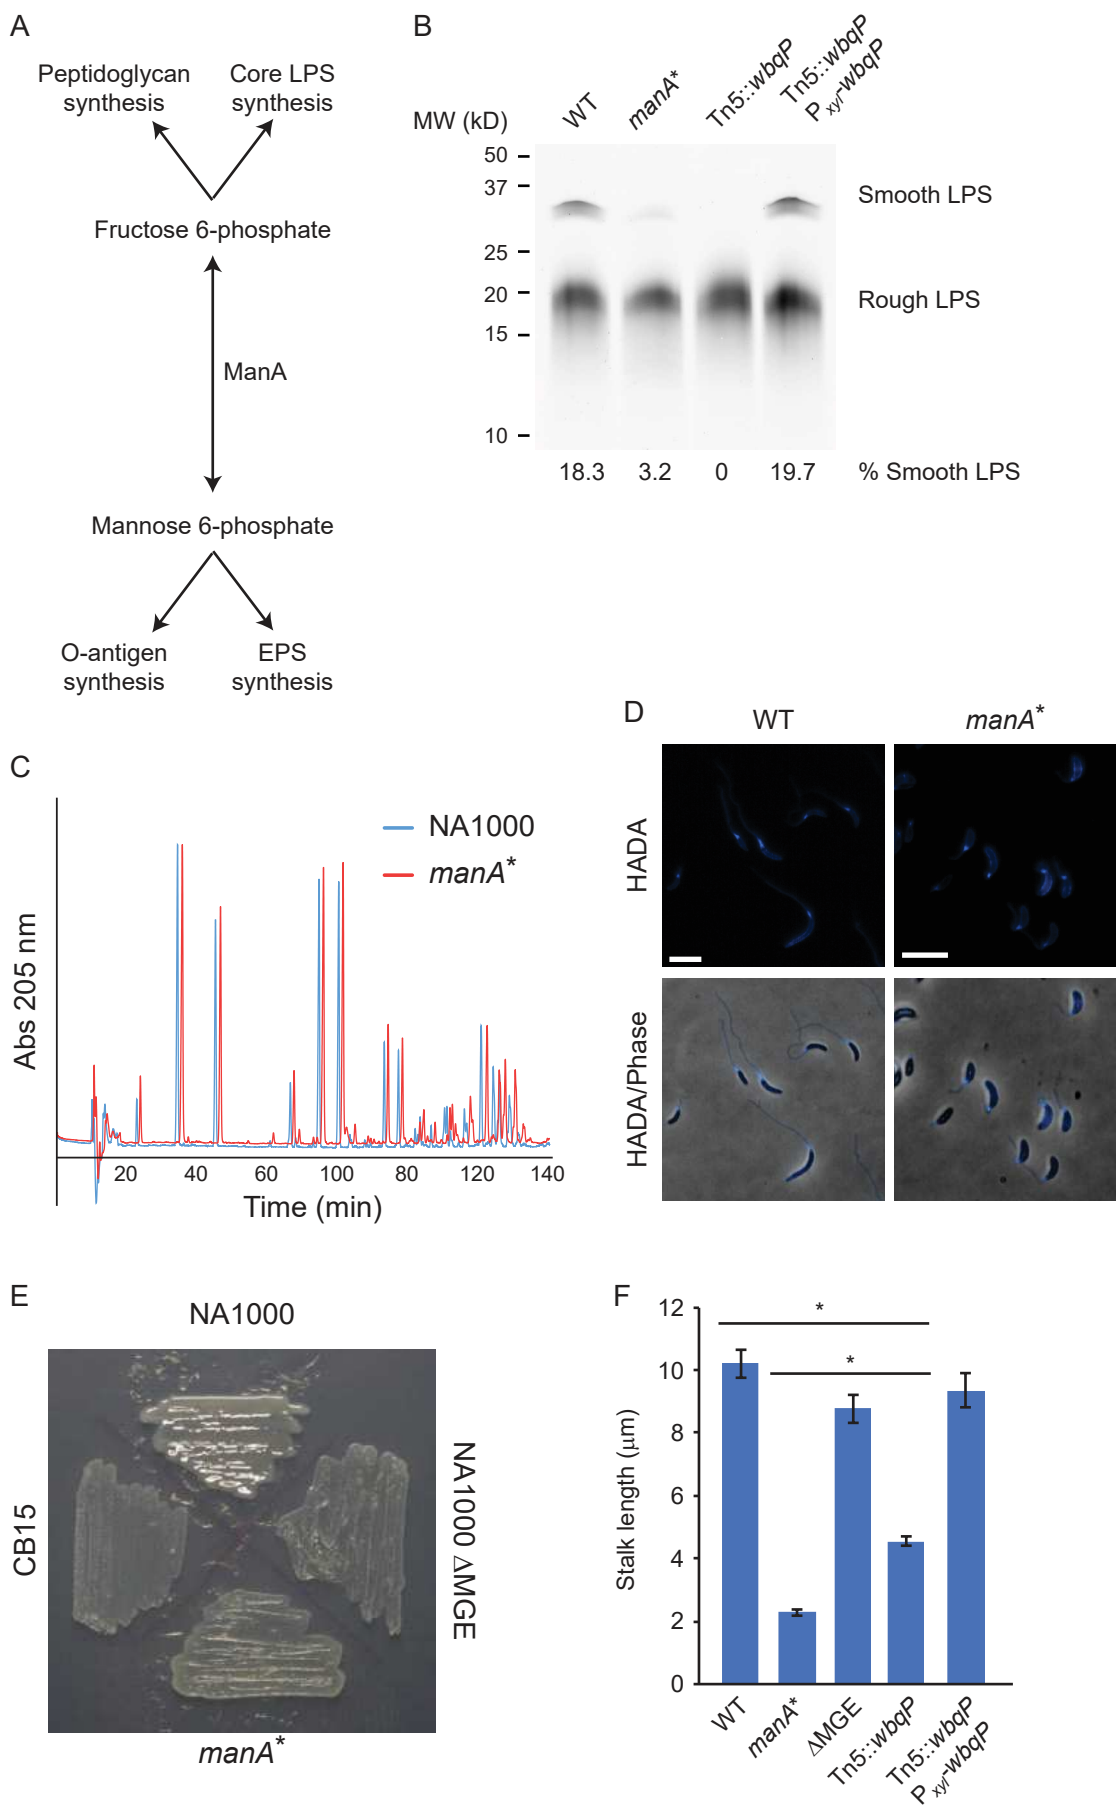 A
Peptidoglycan
synthesis
Core LPS
synthesis
Fructose 6-phosphate
ManA
Mannose 6-phosphate
O-antigen
synthesis
EPS
synthesis
B
MW (kD)
WT
manA*
Tn5::wbqP
Tn5::wbqP
Pxyl-wbqP
50
37
25
20
15
10
Smooth LPS
Rough LPS
18.3 3.2 0 19.7 % Smooth LPS
C
NA1000
manA*
Abs 205 nm
20 40 60 100 80 120 140
Time (min)
D
WT
manA*
HADA
HADA/Phase
E
NA1000
CB15
NA1000 ΔMGE
manA*
F
Stalk length (μm)
12
10
8
6
4
2
0
*
*
WT
manA*
ΔMGE
Tn5::wbqP
Tn5::wbqP
Pxyl-wbqP